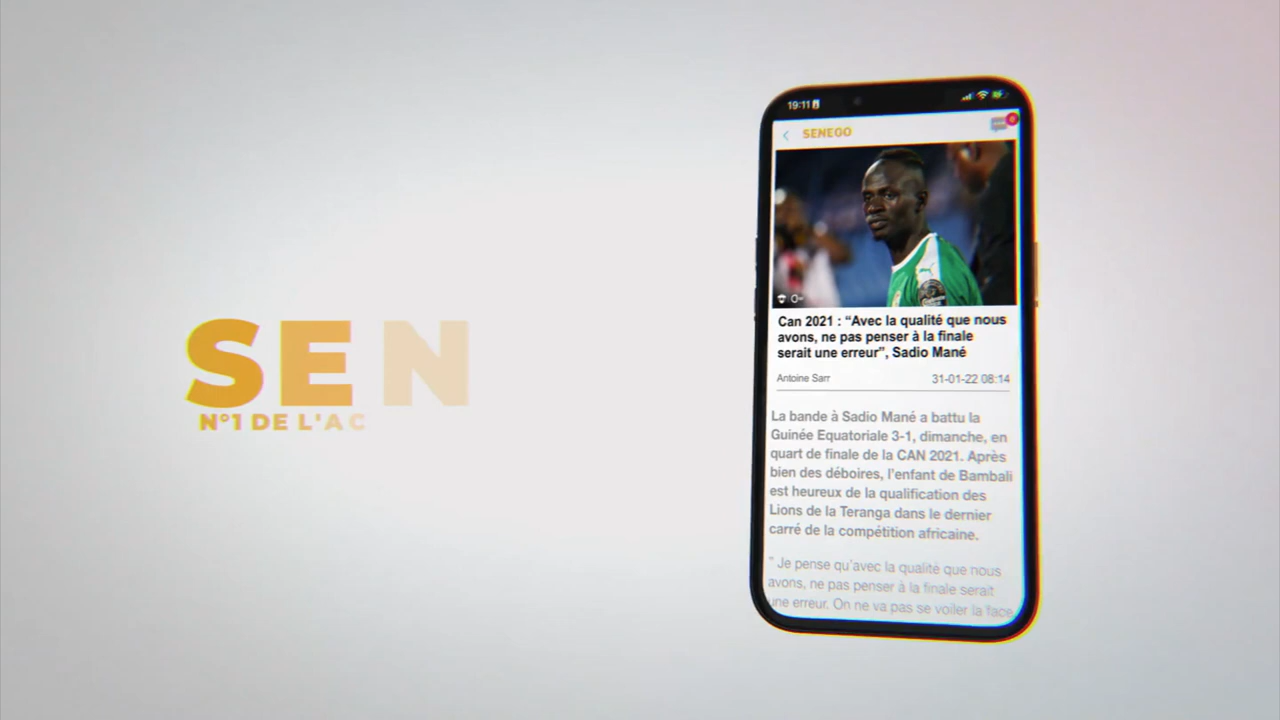 SEN
N°1 DE L'AC
19:11
SENEGO
Can 2021 : “Avec la qualité que nous
avons, ne pas penser à la finale
serait une erreur”, Sadio Mané
Antoine Sarr 31-01-22 08:14
La bande à Sadio Mané a battu la
Guinée Equatoriale 3-1, dimanche, en
quart de finale de la CAN 2021. Après
bien des déboires, l'enfant de Bambali
est heureux de la qualification des
Lions de la Teranga dans le dernier
carré de la compétition africaine.
" Je pense qu'avec la qualité que nous
avons, ne pas penser à la finale serait
une erreur. On ne va pas se voiler la face